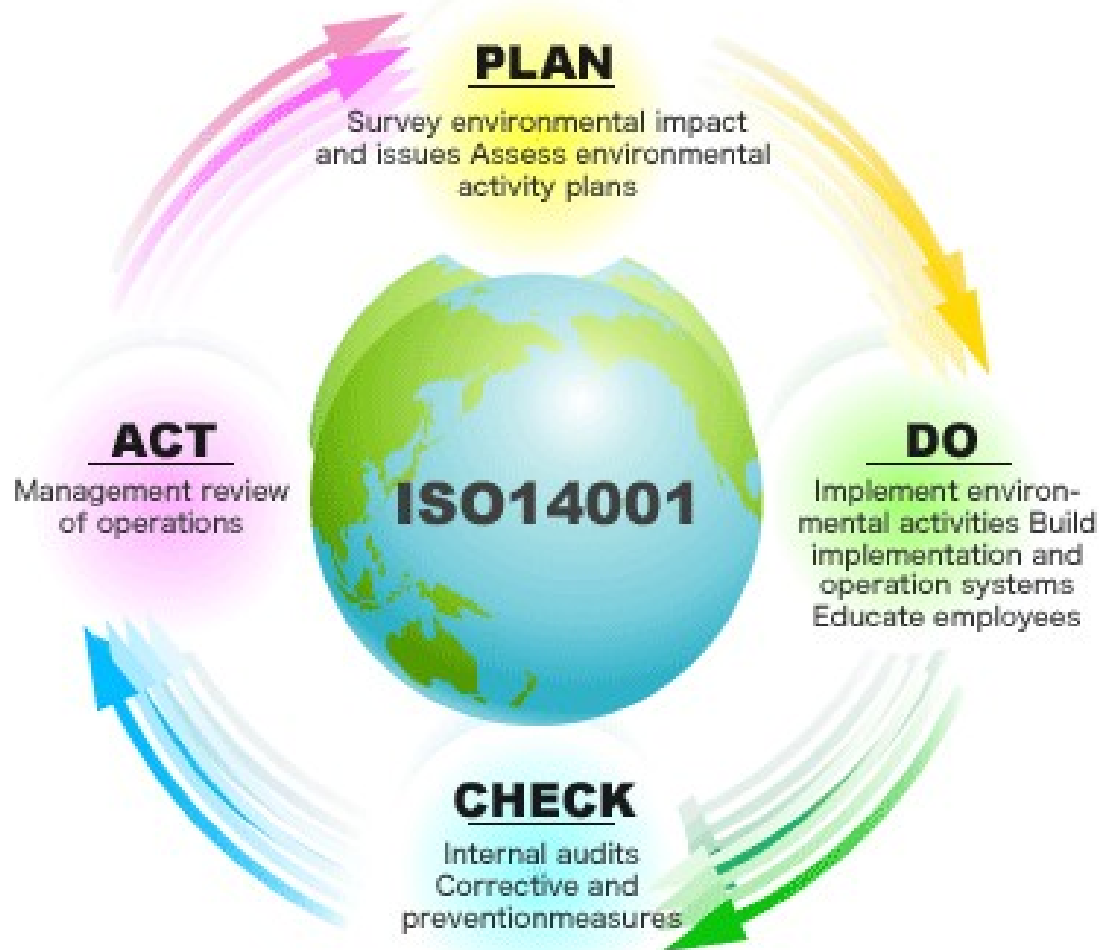 PLAN
Survey environmental impact
and issues Assess environmental
activity plans
ACT
Management review
of operations
ISO14001
DO
Implement environ-
mental activities Build
implementation and
operation systems
Educate employees
CHECK
Internal audits
Corrective and
preventionmeasures